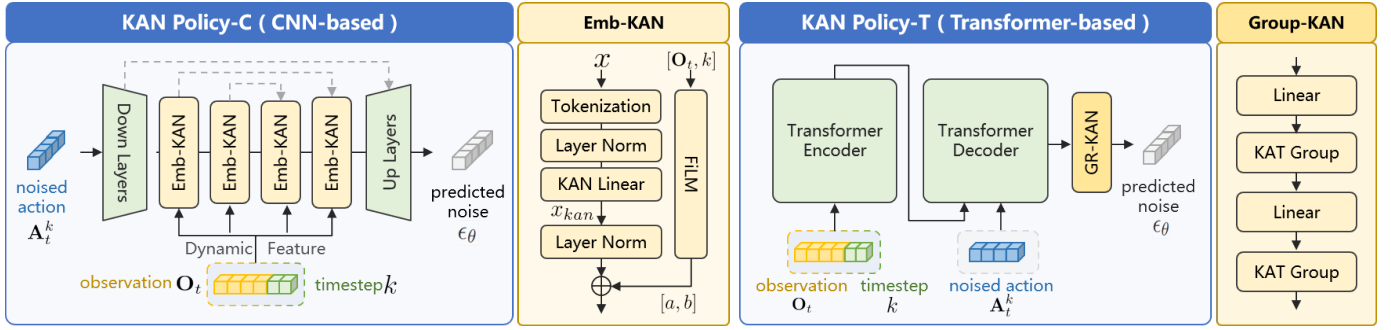 KAN Policy-C ( CNN-based )
Down Layers
Emb-KAN
Emb-KAN
Emb-KAN
Emb-KAN
Up Layers
noised
action
A_t^k
predicted
noise
ϵ_θ
Dynamic Feature
observation O_t
timestep k
Emb-KAN
x
[O_t, k]
Tokenization
Layer Norm
KAN Linear
x_{kan}
Layer Norm
FiLM
[a, b]
KAN Policy-T ( Transformer-based )
Transformer
Encoder
Transformer
Decoder
GR-KAN
predicted
noise
ϵ_θ
observation
O_t
timestep
k
noised action
A_t^k
Group-KAN
Linear
KAT Group
Linear
KAT Group